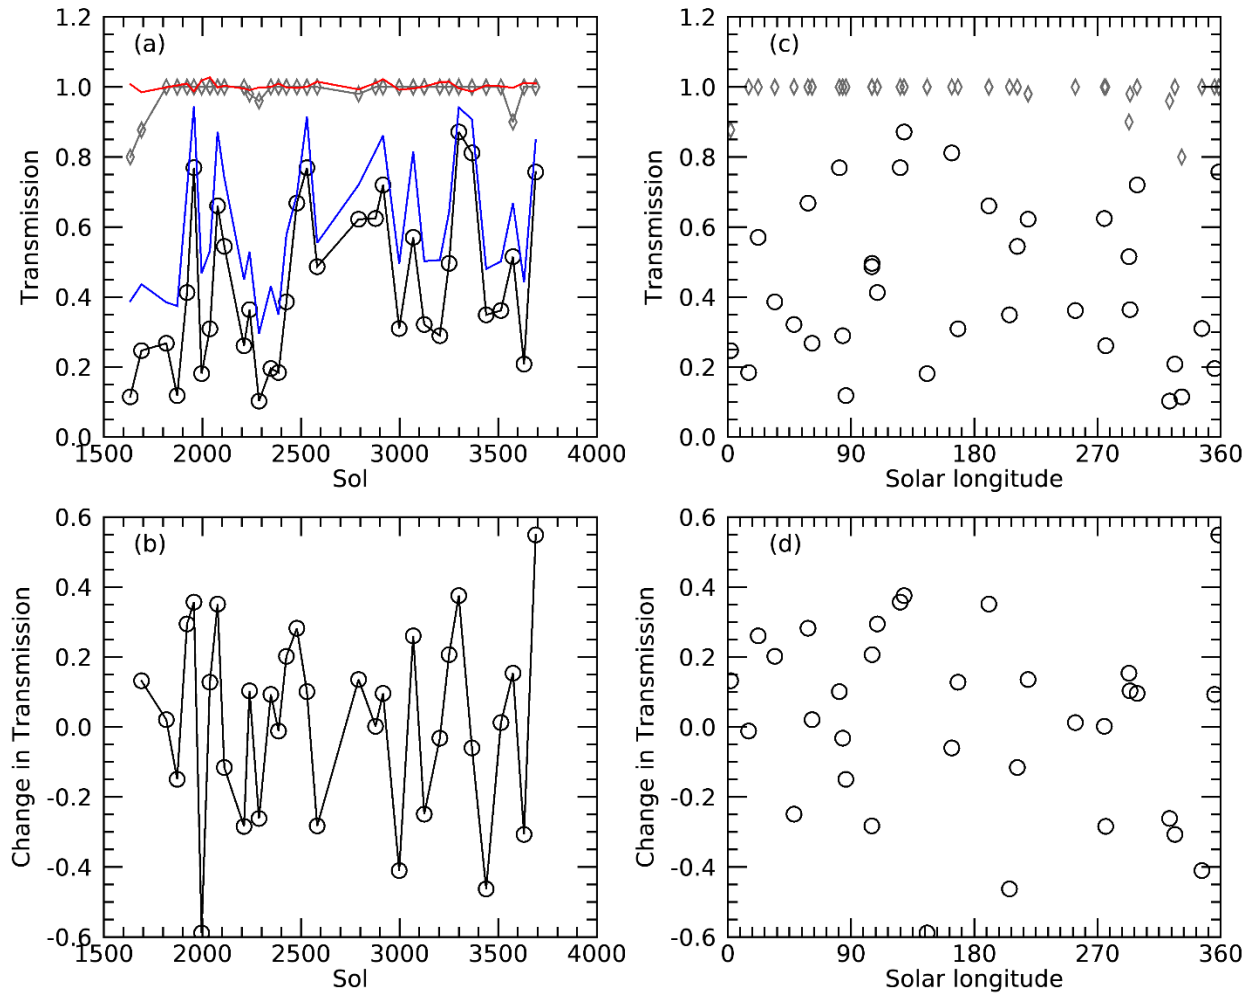 (a)
Transmission
1.2
1.0
0.8
0.6
0.4
0.2
0.0
1500 2000 2500 3000 3500 4000
Sol
(c)
Transmission
1.2
1.0
0.8
0.6
0.4
0.2
0.0
0 90 180 270 360
Solar longitude
(b)
Change in Transmission
0.6
0.4
0.2
0.0
-0.2
-0.4
-0.6
1500 2000 2500 3000 3500 4000
Sol
(d)
Change in Transmission
0.6
0.4
0.2
0.0
-0.2
-0.4
-0.6
0 90 180 270 360
Solar longitude